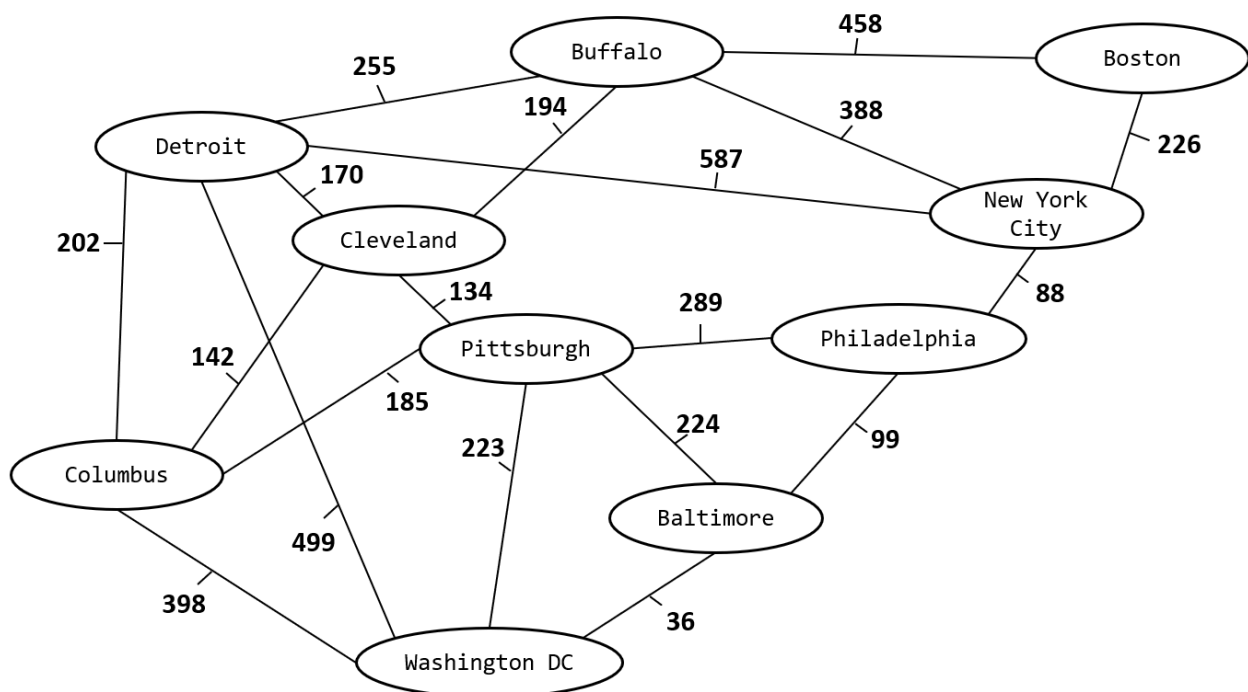 458
Buffalo
Boston
255
194
388
Detroit
226
587
170
New York
City
202
Cleveland
134
88
289
Philadelphia
Pittsburgh
142
185
224
99
223
Columbus
Baltimore
499
398
36
Washington DC